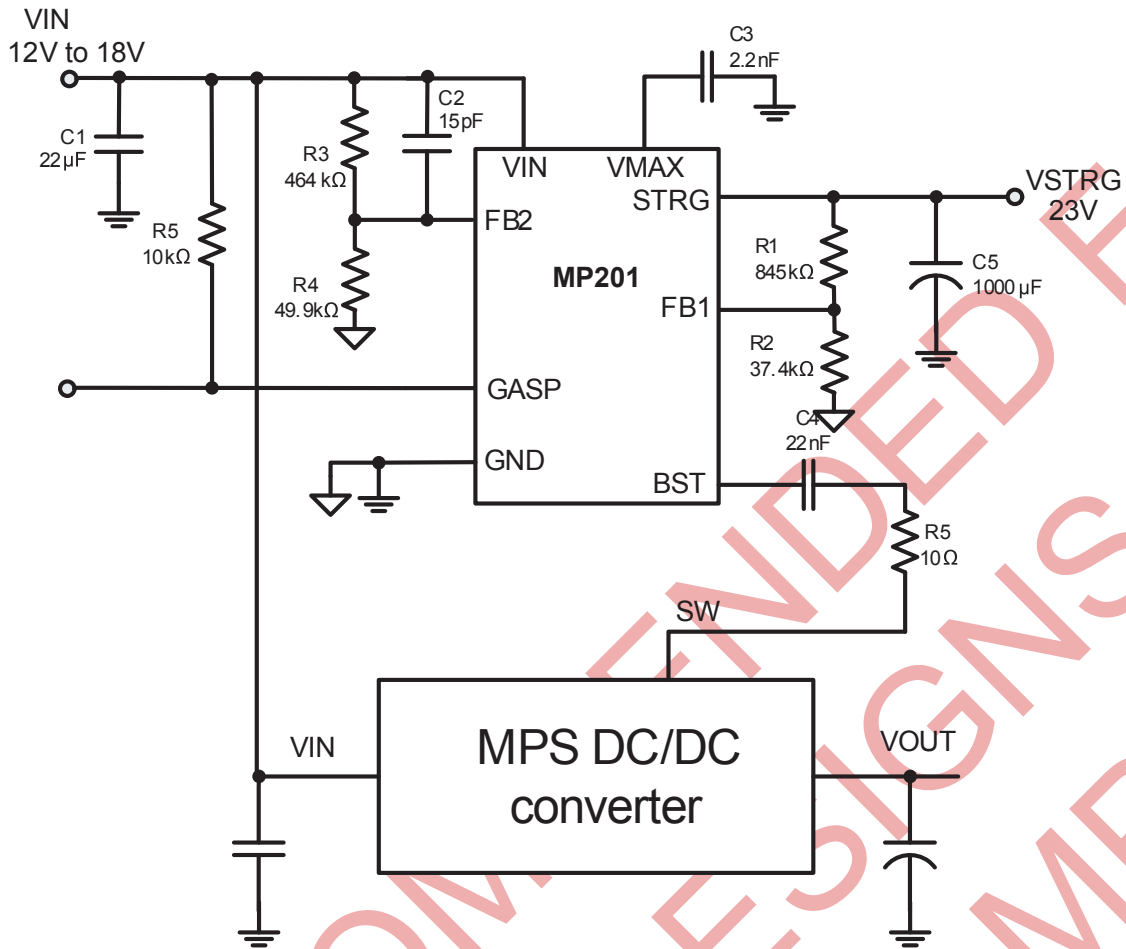 VIN
12V to 18V
C1
22µF
R5
10kΩ
R3
464 kΩ
C2
15pF
R4
49.9kΩ
C3
2.2nF
VIN
VMAX
STRG
FB2
MP201
FB1
GASP
GND
BST
VSTRG
23V
R1
845kΩ
C5
1000µF
R2
37.4kΩ
C4
22nF
R5
10Ω
SW
VIN
MPS DC/DC
converter
VOUT